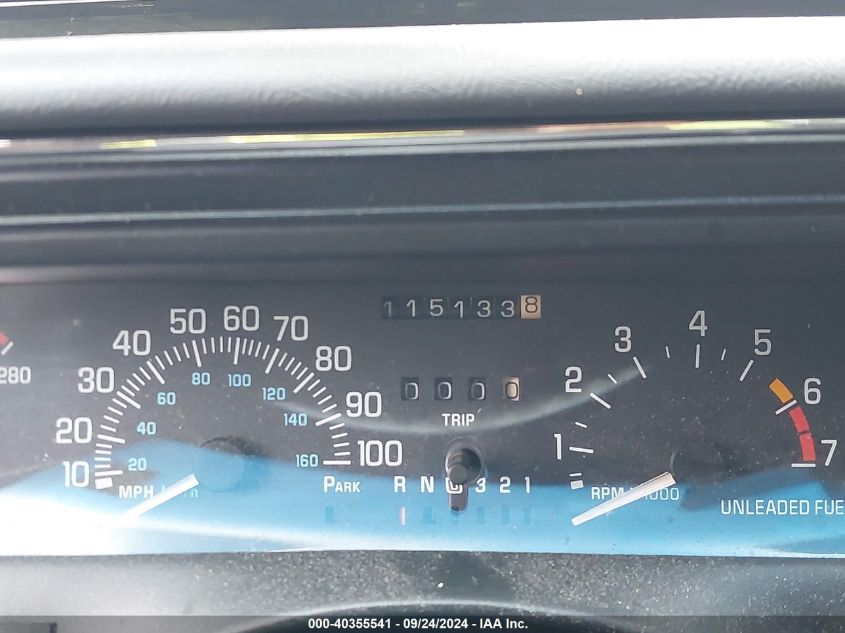 1151338
280
10 20 30 40 50 60 70 80 90 100
20 40 60 80 100 120 140 160
MPH
0000
TRIP
PARK R N 3 2 1
1 2 3 4 5 6 7
RPM
UNLEADED FUE
000-40355541 - 09/24/2024 - IAA Inc.